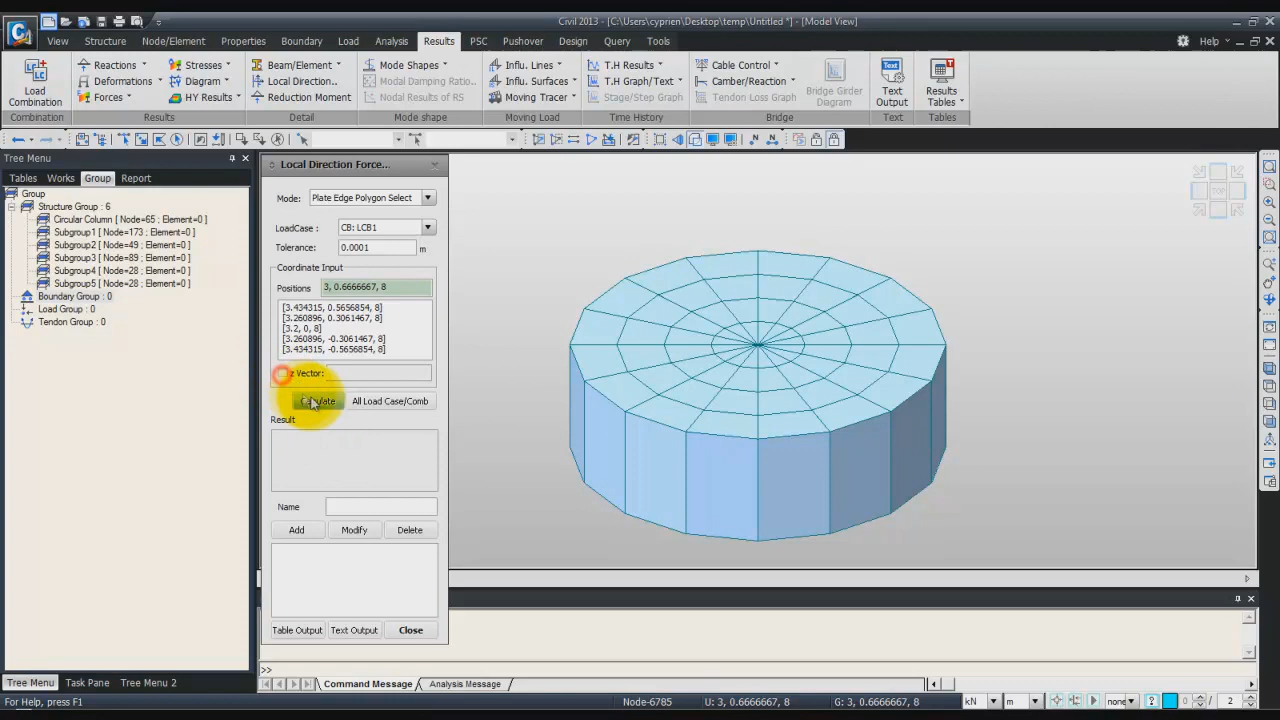 Civil 2013 - [C:\Users\cyprien\Desktop\temp\Untitled *] - [Model View]
View Structure Node/Element Properties Boundary Load Analysis Results PSC Pushover Design Query Tools Help
Reactions Stresses Beam/Element Mode Shapes Influ. Lines T.H Results Cable Control
Deformations Diagram Local Direction.. Modal Damping Ratio.. Influ. Surfaces T.H Graph/Text Camber/Reaction
Forces HY Results Reduction Moment Nodal Results of RS Moving Tracer Stage/Step Graph Tendon Loss Graph
Load Combination
Bridge Girder Diagram
Text Output
Results Tables
Combination Results Detail Mode shape Moving Load Time History Bridge Text Tables
Tree Menu
Tables Works Group Report
Group
Structure Group : 6
Circular Column [ Node=65 ; Element=0 ]
Subgroup1 [ Node=173 ; Element=0 ]
Subgroup2 [ Node=49 ; Element=0 ]
Subgroup3 [ Node=89 ; Element=0 ]
Subgroup4 [ Node=28 ; Element=0 ]
Subgroup5 [ Node=28 ; Element=0 ]
Boundary Group : 0
Load Group : 0
Tendon Group : 0
Local Direction Force...
Mode: Plate Edge Polygon Select
LoadCase : CB: LCB1
Tolerance: 0.0001 m
Coordinate Input
Positions 3, 0.6666667, 8
[3.434315, 0.5656854, 8]
[3.260896, 0.3061467, 8]
[3.2, 0, 8]
[3.260896, -0.3061467, 8]
[3.434315, -0.5656854, 8]
z Vector:
Calculate All Load Case/Comb
Result
Name
Add Modify Delete
Table Output Text Output Close
TOP
>>
Command Message Analysis Message
Tree Menu Task Pane Tree Menu 2
For Help, press F1 Node-6785 U: 3, 0.6666667, 8 G: 3, 0.6666667, 8 kN m none ? 0 / 2